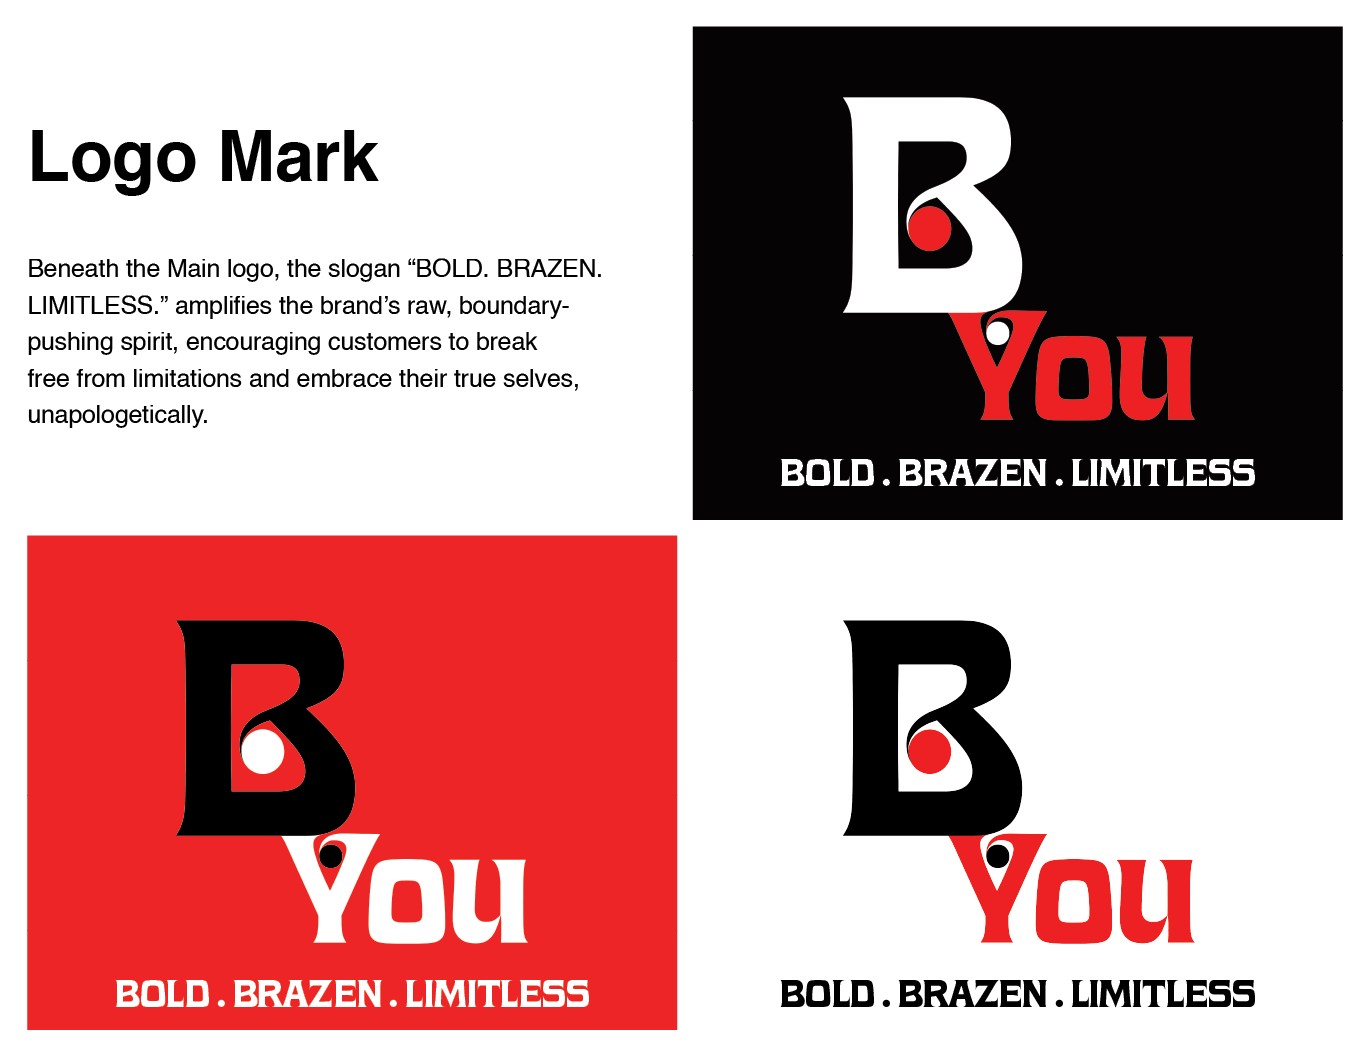 Logo Mark
Beneath the Main logo, the slogan “BOLD. BRAZEN.
LIMITLESS.” amplifies the brand’s raw, boundary-
pushing spirit, encouraging customers to break
free from limitations and embrace their true selves,
unapologetically.
B
You
BOLD . BRAZEN . LIMITLESS
B
You
BOLD . BRAZEN . LIMITLESS
B
You
BOLD . BRAZEN . LIMITLESS